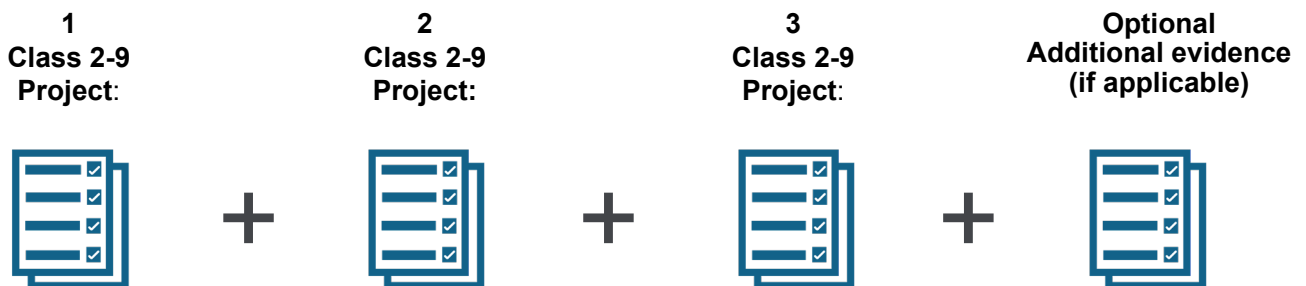 1
Class 2-9
Project:
2
Class 2-9
Project:
3
Class 2-9
Project:
Optional
Additional evidence
(if applicable)
+
+
+